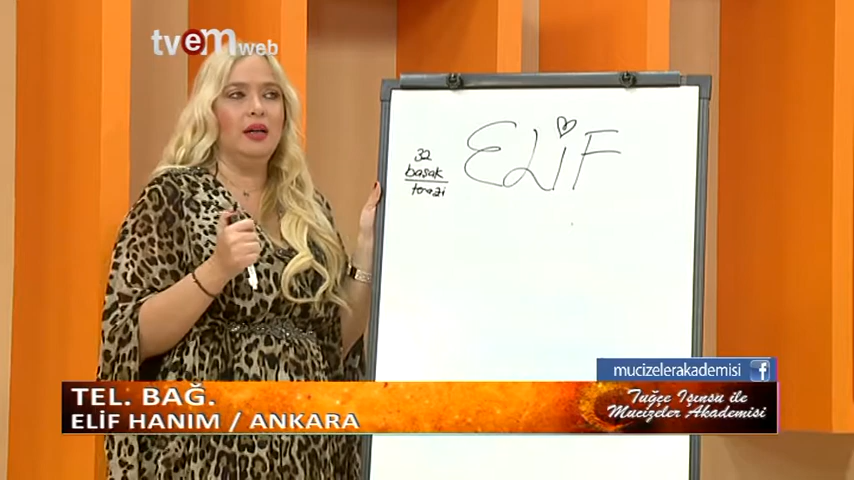 tvem web
ELİF
32
başak
terazi
mucizelerakademisi f
TEL. BAĞ.
ELİF HANIM / ANKARA
Tuğçe Işınsu ile
Mucizeler Akademisi